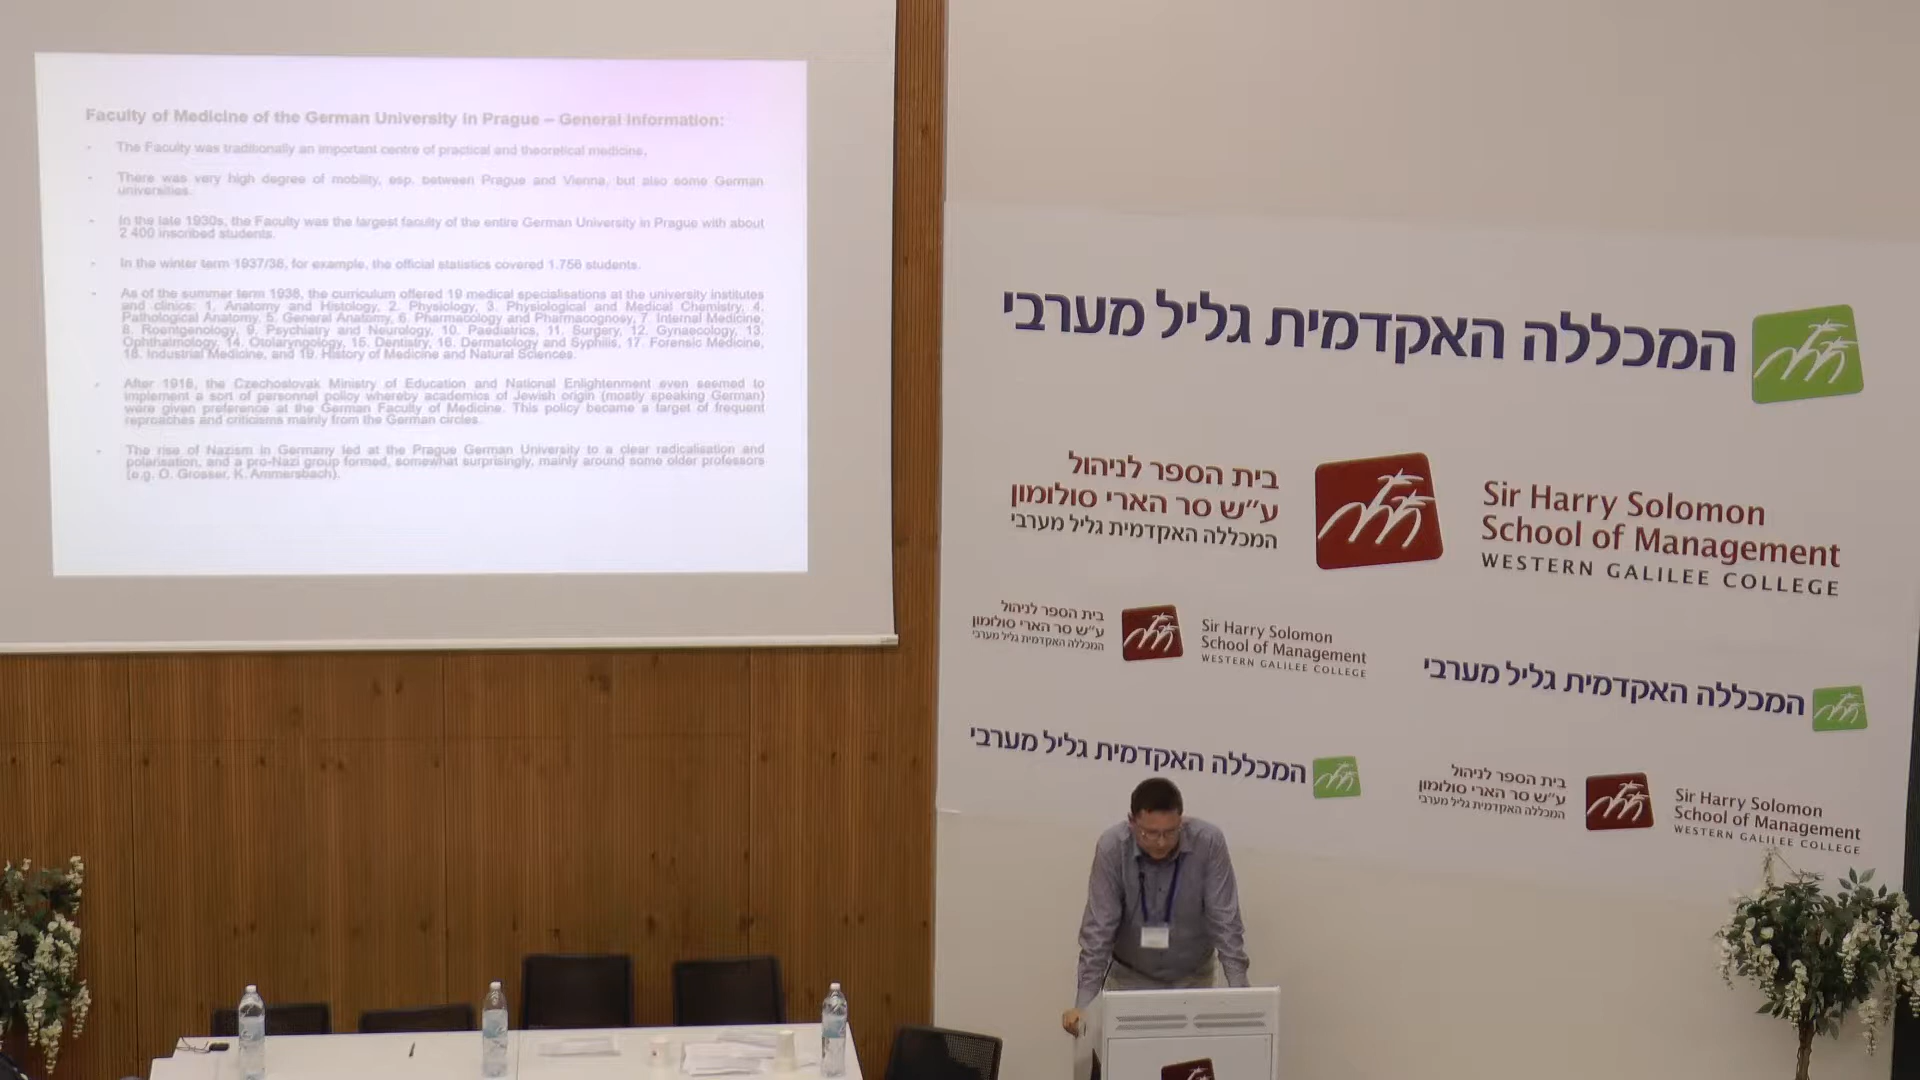 Faculty of Medicine of the German University in Prague – General Information:
- The Faculty was traditionally an important centre of practical and theoretical medicine.
- There was very high degree of mobility, esp. between Prague and Vienna, but also some German
universities.
- In the late 1930s, the Faculty was the largest faculty of the entire German University in Prague with about
2 400 inscribed students.
- In the winter term 1937/38, for example, the official statistics covered 1.756 students.
- As of the summer term 1938, the curriculum offered 19 medical specialisations at the university institutes
and clinics: 1. Anatomy and Histology, 2. Physiology, 3. Physiological and Medical Chemistry, 4.
Pathological Anatomy, 5. General Anatomy, 6. Pharmacology and Pharmacognosy, 7. Internal Medicine,
8. Roentgenology, 9. Psychiatry and Neurology, 10. Paediatrics, 11. Surgery, 12. Gynaecology, 13.
Ophthalmology, 14. Otolaryngology, 15. Dentistry, 16. Dermatology and Syphilis, 17. Forensic Medicine,
18. Industrial Medicine, and 19. History of Medicine and Natural Sciences.
- After 1918, the Czechoslovak Ministry of Education and National Enlightenment even seemed to
implement a sort of personnel policy whereby academics of Jewish origin (mostly speaking German)
were given preference at the German Faculty of Medicine. This policy became a target of frequent
reproaches and criticisms mainly from the German circles.
- The rise of Nazism in Germany led at the Prague German University to a clear radicalisation and
polarisation, and a pro-Nazi group formed, somewhat surprisingly, mainly around some older professors
(e.g. O. Grosser, K. Ammersbach).
המכללה האקדמית גליל מערבי
בית הספר לניהול
ע״ש סר הארי סולומון
המכללה האקדמית גליל מערבי
Sir Harry Solomon
School of Management
WESTERN GALILEE COLLEGE
בית הספר לניהול
ע״ש סר הארי סולומון
המכללה האקדמית גליל מערבי
Sir Harry Solomon
School of Management
WESTERN GALILEE COLLEGE
המכללה האקדמית גליל מערבי
המכללה האקדמית גליל מערבי
בית הספר לניהול
ע״ש סר הארי סולומון
המכללה האקדמית גליל מערבי
Sir Harry Solomon
School of Management
WESTERN GALILEE COLLEGE